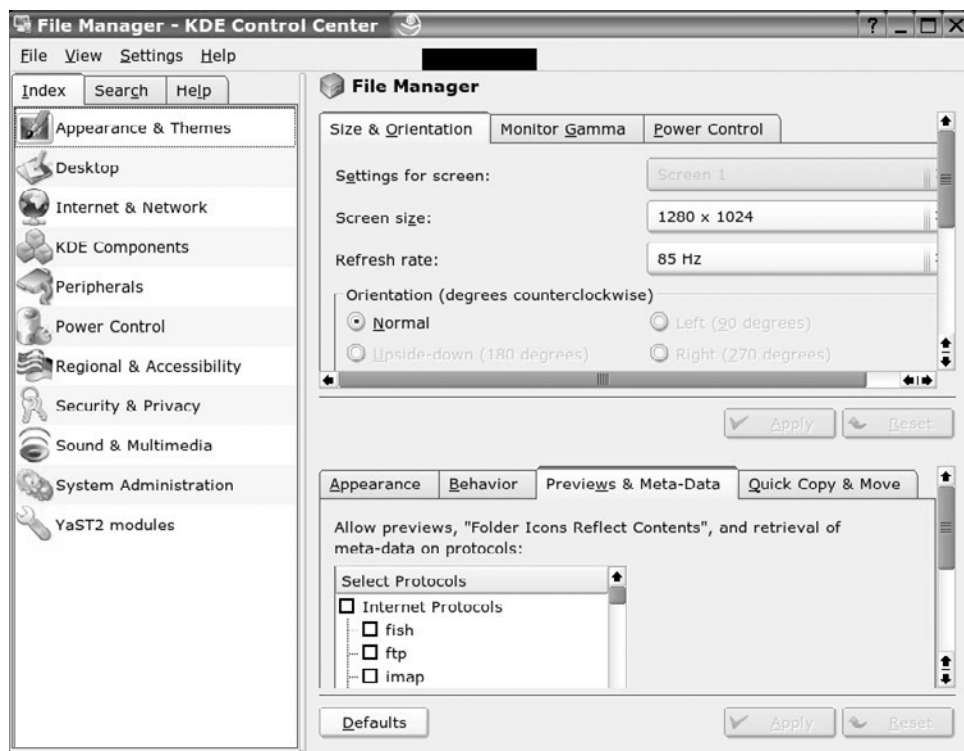 File Manager - KDE Control Center
?
File View Settings Help
Index Search Help
Appearance & Themes
Desktop
Internet & Network
KDE Components
Peripherals
Power Control
Regional & Accessibility
Security & Privacy
Sound & Multimedia
System Administration
YaST2 modules
File Manager
Size & Orientation Monitor Gamma Power Control
Settings for screen: Screen 1
Screen size: 1280 x 1024
Refresh rate: 85 Hz
Orientation (degrees counterclockwise)
Normal Left (90 degrees)
Upside-down (180 degrees) Right (270 degrees)
Apply Reset
Appearance Behavior Previews & Meta-Data Quick Copy & Move
Allow previews, "Folder Icons Reflect Contents", and retrieval of
meta-data on protocols:
Select Protocols
Internet Protocols
fish
ftp
imap
Defaults Apply Reset